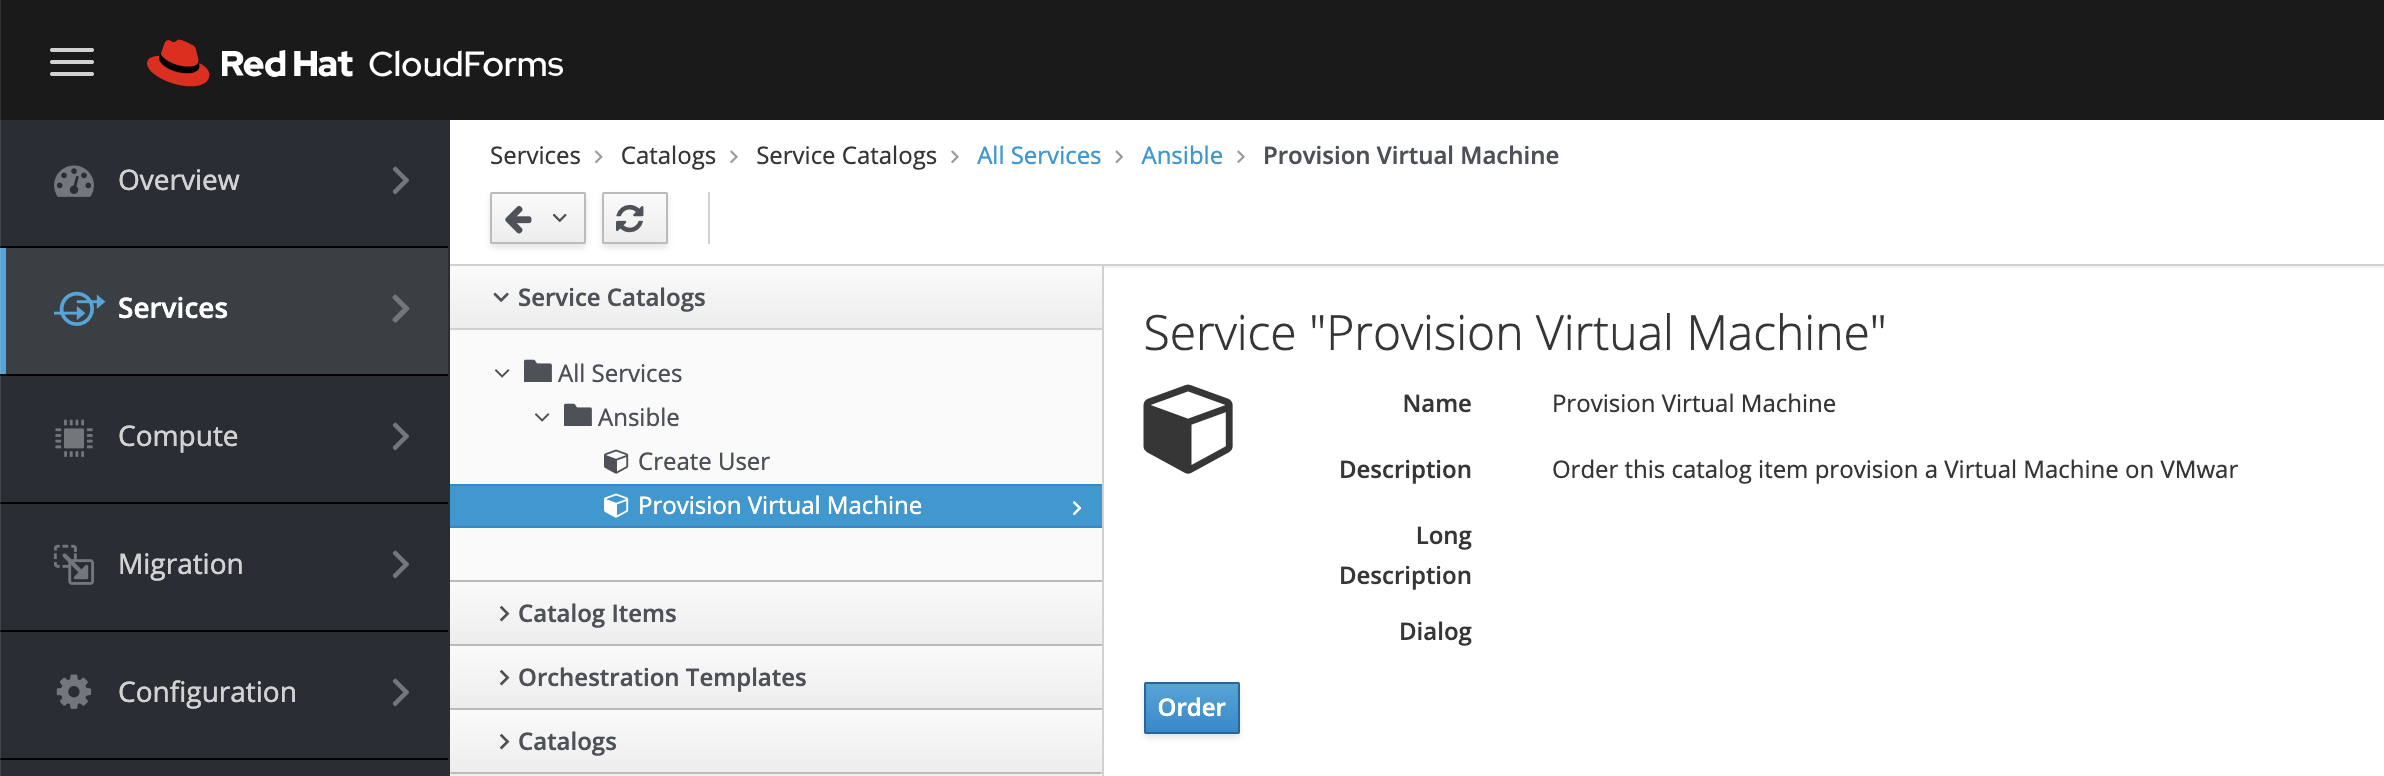 Red Hat CloudForms
Overview
Services
Compute
Migration
Configuration
Services > Catalogs > Service Catalogs > All Services > Ansible > Provision Virtual Machine
Service Catalogs
All Services
Ansible
Create User
Provision Virtual Machine
Catalog Items
Orchestration Templates
Catalogs
Service "Provision Virtual Machine"
Name Provision Virtual Machine
Description Order this catalog item provision a Virtual Machine on VMwar
Long
Description
Dialog
Order